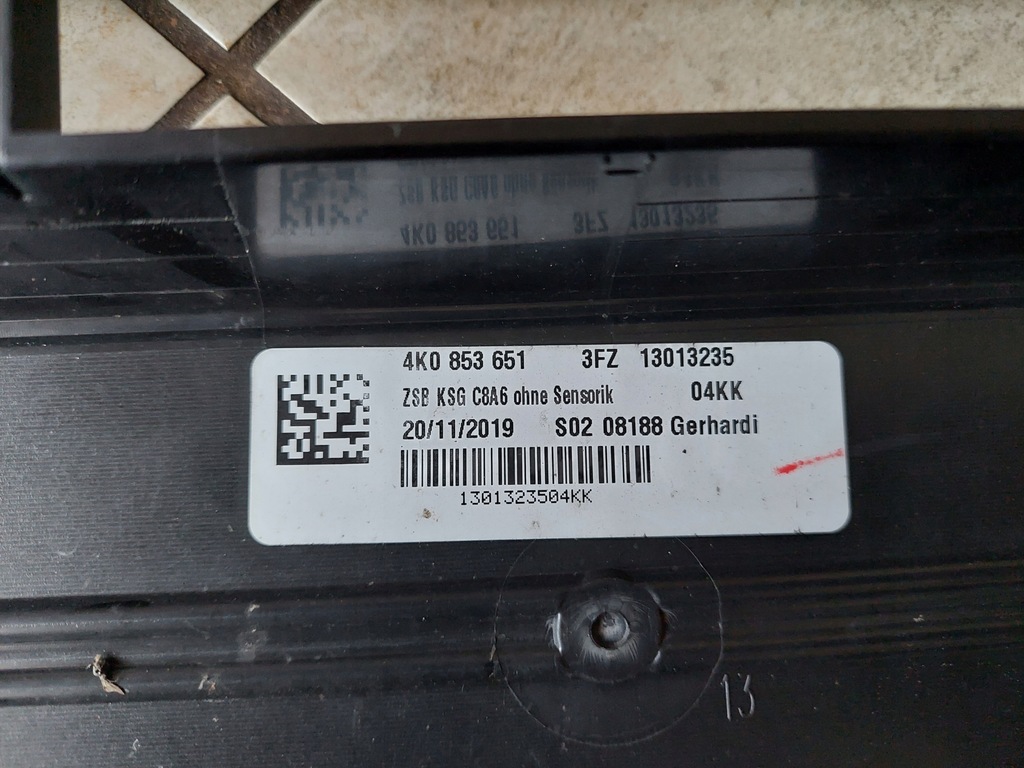 4K0 853 651 3FZ 13013235
ZSB KSG C8A6 ohne Sensorik 04KK
20/11/2019 S02 08188 Gerhardi
1301323504KK
13